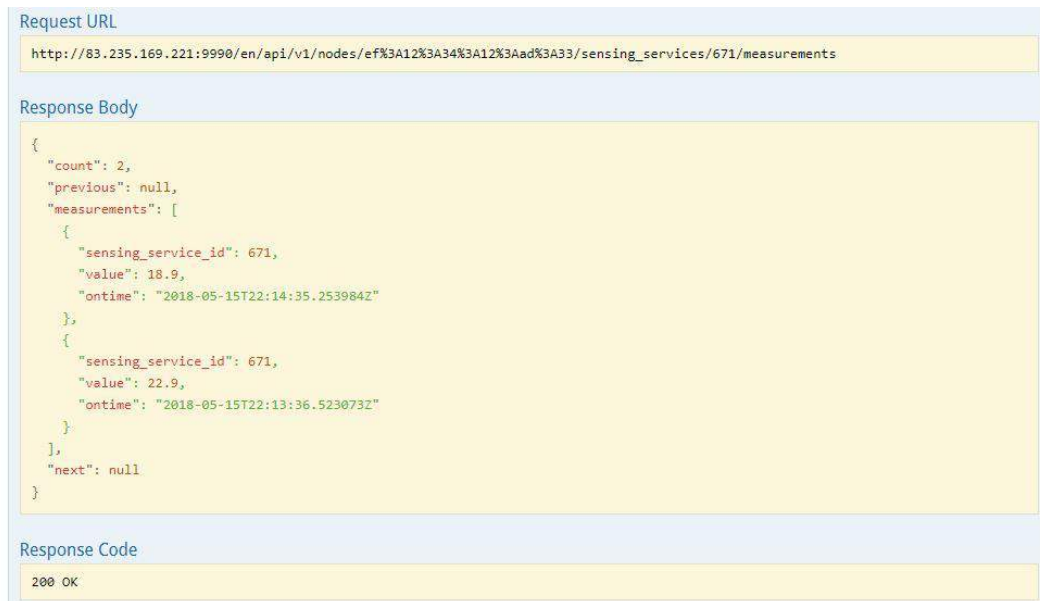 Request URL
http://83.235.169.221:9990/en/api/v1/nodes/ef%3A12%3A34%3A12%3Aad%3A33/sensing_services/671/measurements
Response Body
{
"count": 2,
"previous": null,
"measurements": [
{
"sensing_service_id": 671,
"value": 18.9,
"ontime": "2018-05-15T22:14:35.253984Z"
},
{
"sensing_service_id": 671,
"value": 22.9,
"ontime": "2018-05-15T22:13:36.523073Z"
}
],
"next": null
}
Response Code
200 OK